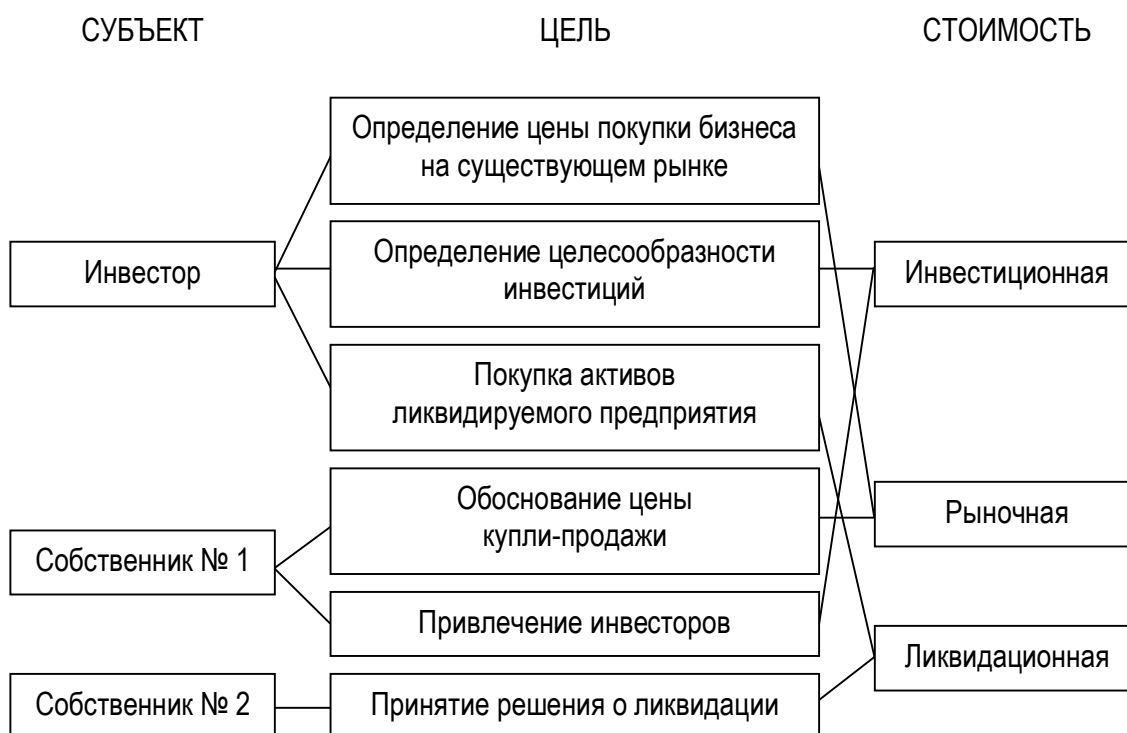 СУБЪЕКТ
ЦЕЛЬ
СТОИМОСТЬ
Определение цены покупки бизнеса
на существующем рынке
Инвестор
Определение целесообразности
инвестиций
Инвестиционная
Покупка активов
ликвидируемого предприятия
Обоснование цены
купли-продажи
Рыночная
Собственник № 1
Привлечение инвесторов
Ликвидационная
Собственник № 2
Принятие решения о ликвидации